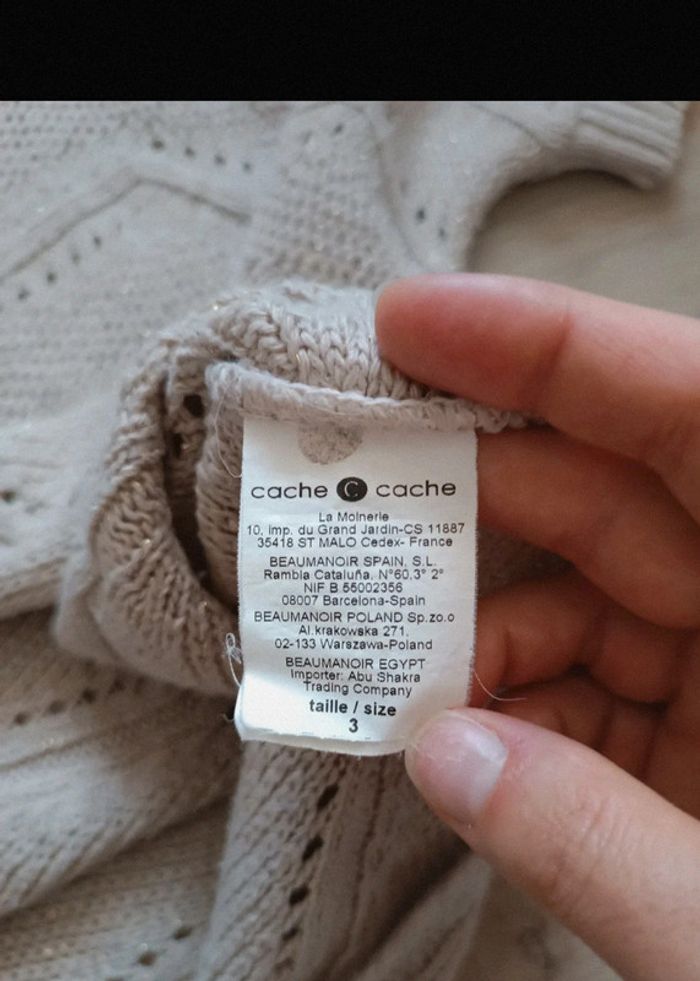 cache C cache
La Moinerie
10, imp. du Grand Jardin-CS 11887
35418 ST MALO Cedex- France
BEAUMANOIR SPAIN, S.L.
Rambla Cataluña, N°60,3° 2°
NIF B 55002356
08007 Barcelona-Spain
BEAUMANOIR POLAND Sp.zo.o
Al.krakowska 271,
02-133 Warszawa-Poland
BEAUMANOIR EGYPT
Importer: Abu Shakra
Trading Company
taille / size
3